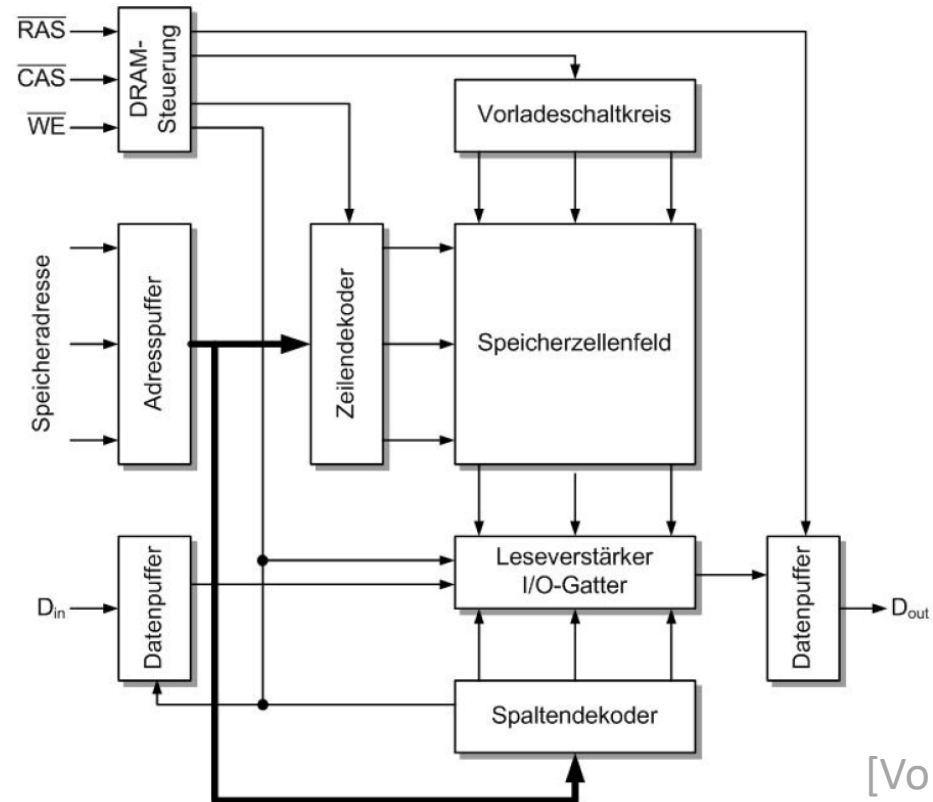 RAS
CAS
WE
DRAM-
Steuerung
Vorladeschaltkreis
Speicheradresse
Adresspuffer
Zeilendekoder
Speicherzellenfeld
Din
Datenpuffer
Leseverstärker
I/O-Gatter
Datenpuffer
Dout
Spaltendekoder
[Vo